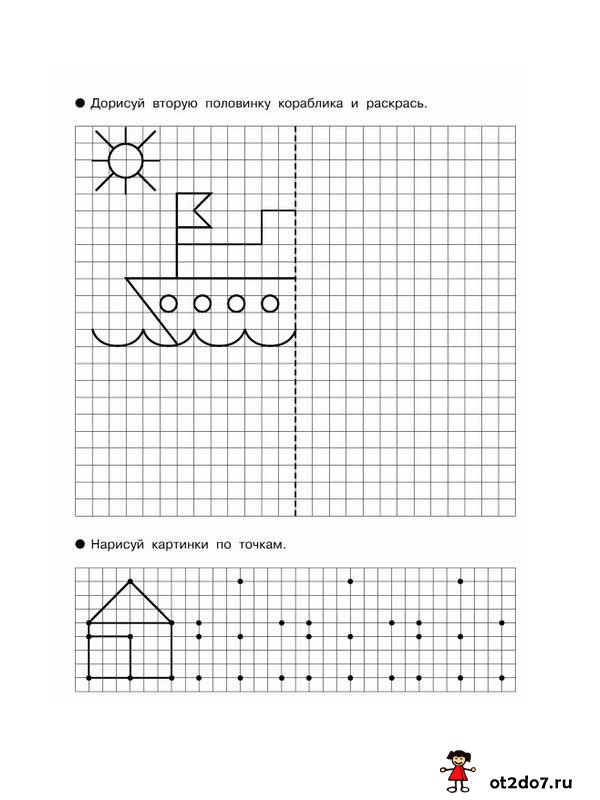 Дорисуй вторую половинку кораблика и раскрась.
Нарисуй картинки по точкам.
ot2do7.ru